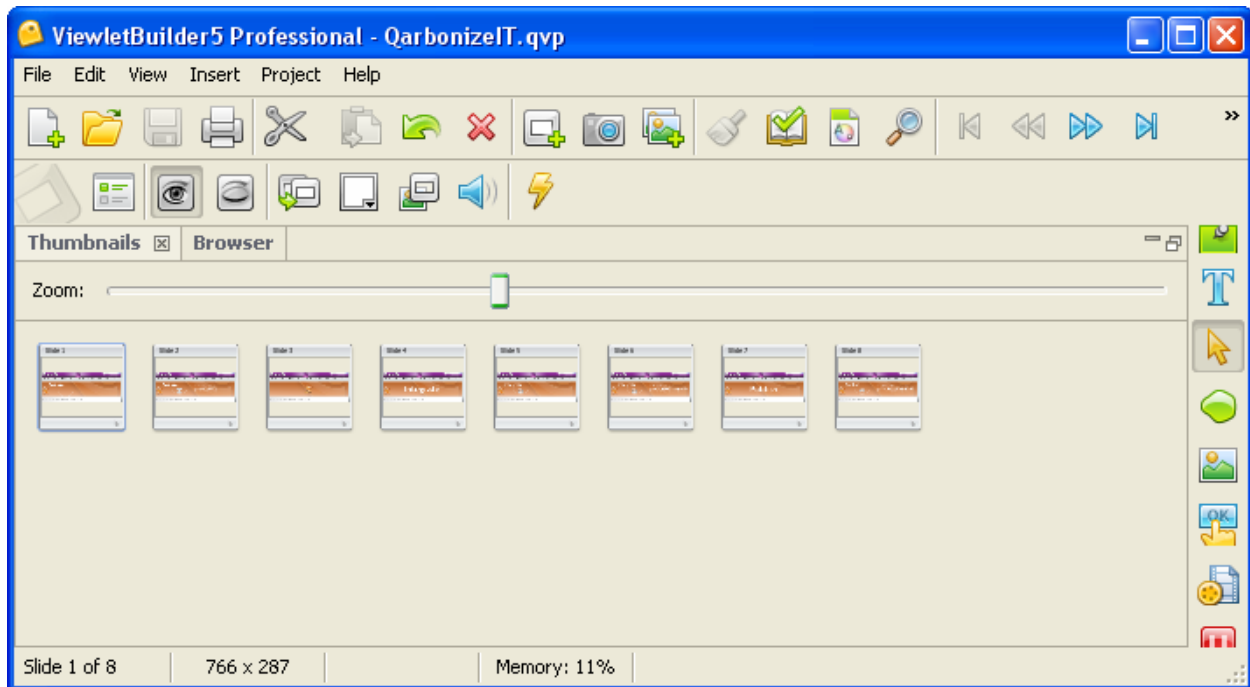 ViewletBuilder5 Professional - QarbonizeIT.qvp
File Edit View Insert Project Help
»
Thumbnails Browser
Zoom:
T
Slide 1 Slide 2 Slide 3 Slide 4 Slide 5 Slide 6 Slide 7 Slide 8
OK
Slide 1 of 8 766 x 287 Memory: 11%